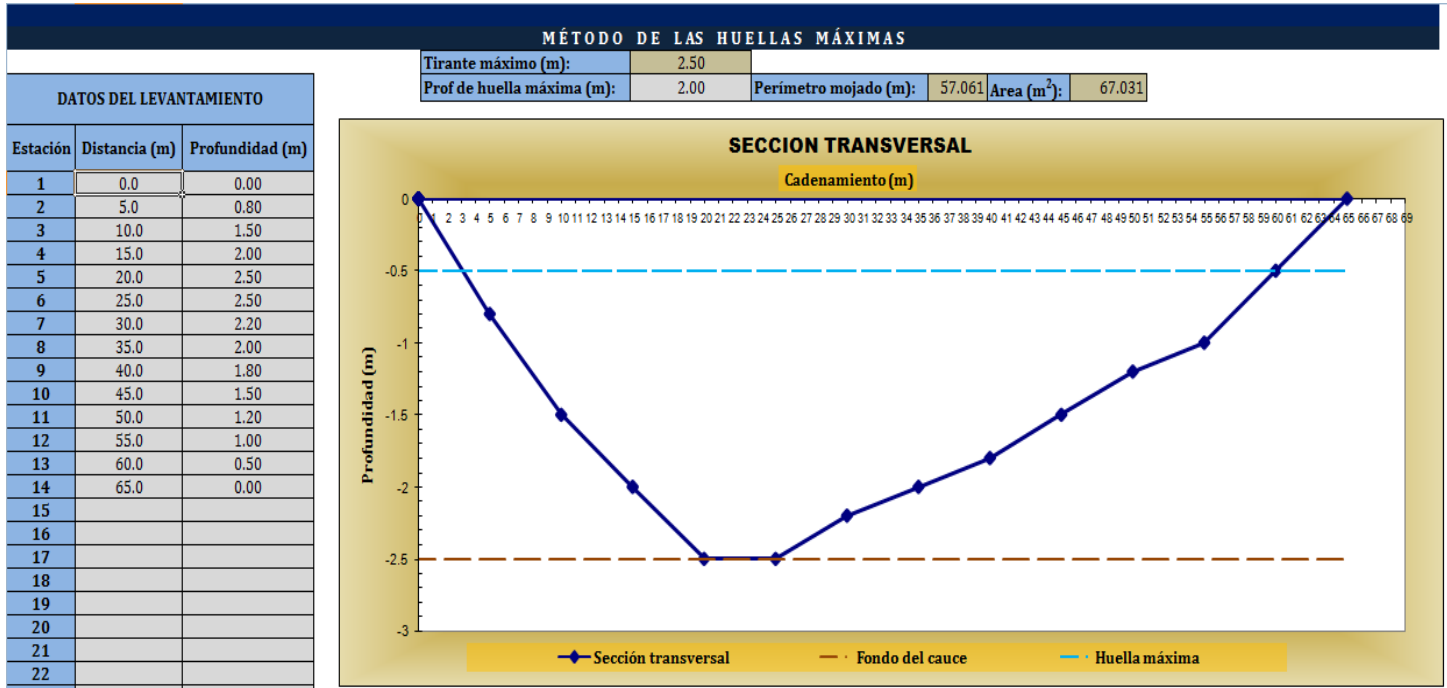 MÉTODO DE LAS HUELLAS MÁXIMAS
Tirante máximo (m): 2.50
Prof de huella máxima (m): 2.00 Perímetro mojado (m): 57.061 Area (m²): 67.031
DATOS DEL LEVANTAMIENTO
Estación Distancia (m) Profundidad (m)
1 0.0 0.00
2 5.0 0.80
3 10.0 1.50
4 15.0 2.00
5 20.0 2.50
6 25.0 2.50
7 30.0 2.20
8 35.0 2.00
9 40.0 1.80
10 45.0 1.50
11 50.0 1.20
12 55.0 1.00
13 60.0 0.50
14 65.0 0.00
15
16
17
18
19
20
21
22
SECCION TRANSVERSAL
Cadenamiento (m)
0 1 2 3 4 5 6 7 8 9 10 11 12 13 14 15 16 17 18 19 20 21 22 23 24 25 26 27 28 29 30 31 32 33 34 35 36 37 38 39 40 41 42 43 44 45 46 47 48 49 50 51 52 53 54 55 56 57 58 59 60 61 62 63 64 65 66 67 68 69
Profundidad (m)
0
-0.5
-1
-1.5
-2
-2.5
-3
Sección transversal Fondo del cauce Huella máxima